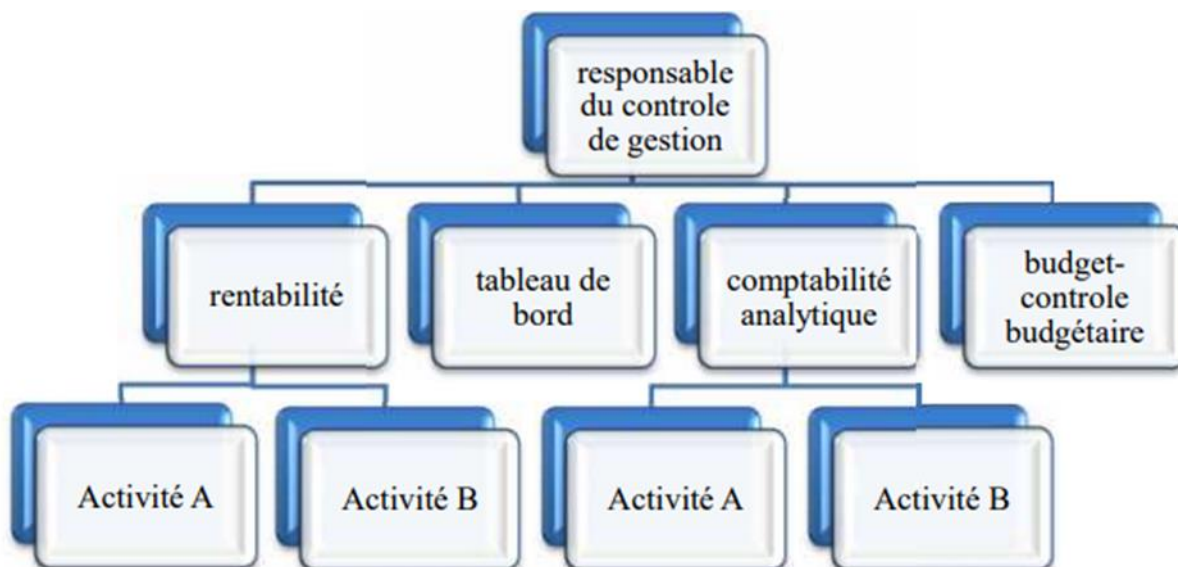 responsable
du controle
de gestion
rentabilité
tableau de
bord
comptabilité
analytique
budget-
controle
budgétaire
Activité A
Activité B
Activité A
Activité B